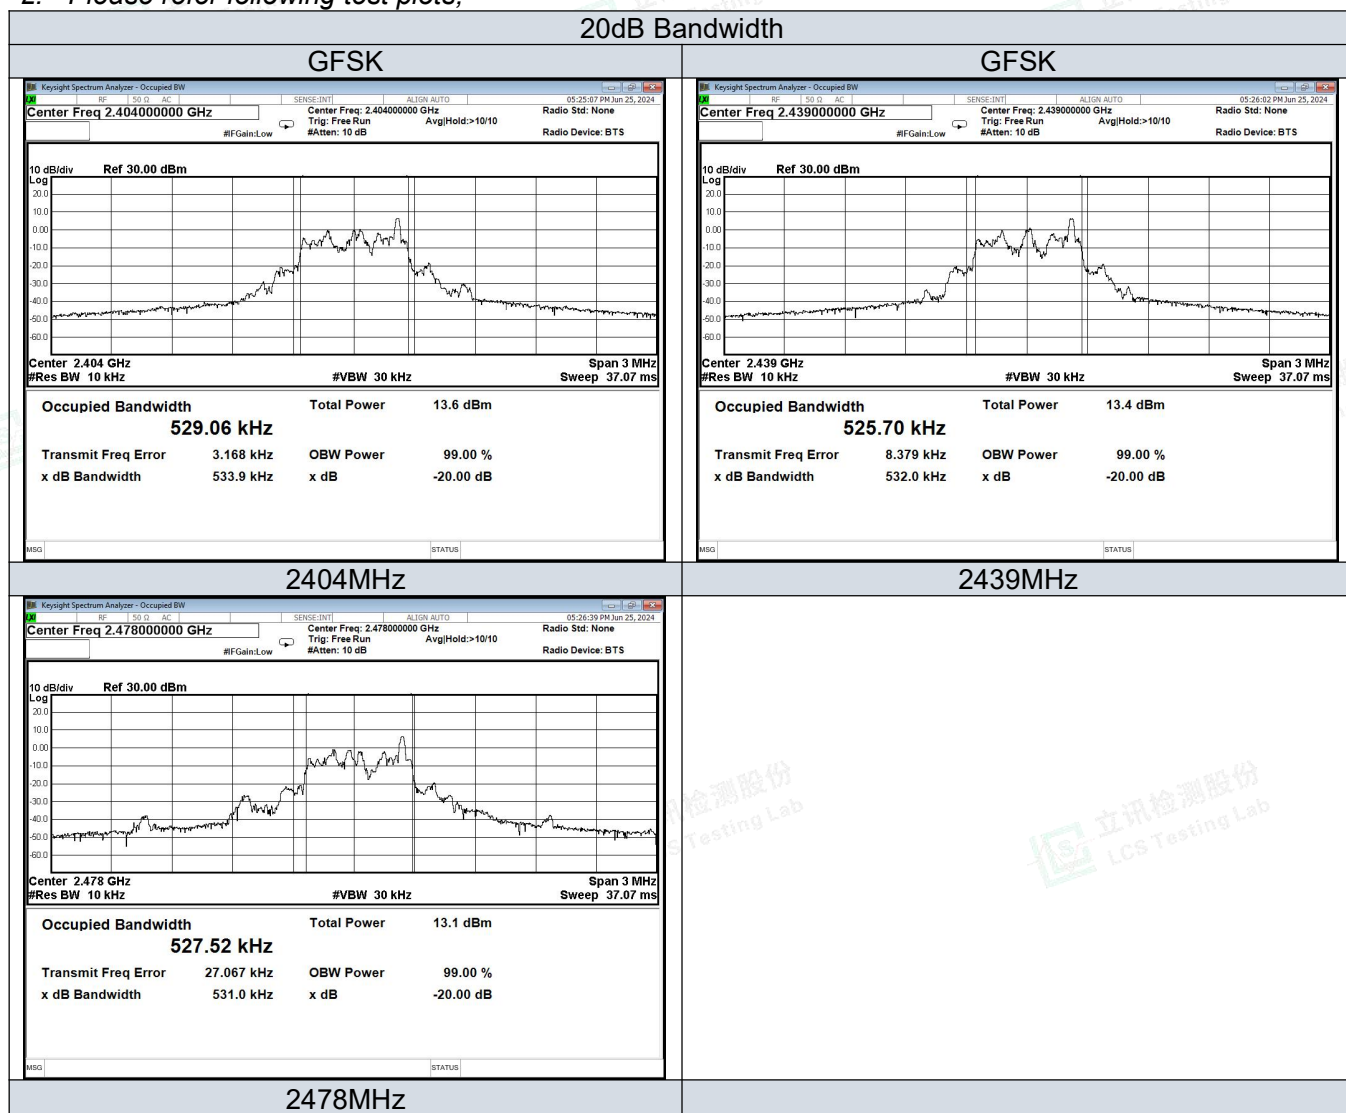 2. Please refer following test plots;
20dB Bandwidth
GFSK
GFSK
Keysight Spectrum Analyzer - Occupied BW
LXI RF 50 Ω AC SENSE:INT ALIGN AUTO 05:25:07 PM Jun 25, 2024
Center Freq 2.404000000 GHz Center Freq: 2.404000000 GHz Radio Std: None
Trig: Free Run Avg|Hold:>10/10
#IFGain:Low #Atten: 10 dB Radio Device: BTS
10 dB/div Ref 30.00 dBm
Log
20.0
10.0
0.00
-10.0
-20.0
-30.0
-40.0
-50.0
-60.0
Center 2.404 GHz Span 3 MHz
#Res BW 10 kHz #VBW 30 kHz Sweep 37.07 ms
Occupied Bandwidth Total Power 13.6 dBm
529.06 kHz
Transmit Freq Error 3.168 kHz OBW Power 99.00 %
x dB Bandwidth 533.9 kHz x dB -20.00 dB
MSG STATUS
Keysight Spectrum Analyzer - Occupied BW
LXI RF 50 Ω AC SENSE:INT ALIGN AUTO 05:26:02 PM Jun 25, 2024
Center Freq 2.439000000 GHz Center Freq: 2.439000000 GHz Radio Std: None
Trig: Free Run Avg|Hold:>10/10
#IFGain:Low #Atten: 10 dB Radio Device: BTS
10 dB/div Ref 30.00 dBm
Log
20.0
10.0
0.00
-10.0
-20.0
-30.0
-40.0
-50.0
-60.0
Center 2.439 GHz Span 3 MHz
#Res BW 10 kHz #VBW 30 kHz Sweep 37.07 ms
Occupied Bandwidth Total Power 13.4 dBm
525.70 kHz
Transmit Freq Error 8.379 kHz OBW Power 99.00 %
x dB Bandwidth 532.0 kHz x dB -20.00 dB
MSG STATUS
2404MHz
2439MHz
Keysight Spectrum Analyzer - Occupied BW
LXI RF 50 Ω AC SENSE:INT ALIGN AUTO 05:26:39 PM Jun 25, 2024
Center Freq 2.478000000 GHz Center Freq: 2.478000000 GHz Radio Std: None
Trig: Free Run Avg|Hold:>10/10
#IFGain:Low #Atten: 10 dB Radio Device: BTS
10 dB/div Ref 30.00 dBm
Log
20.0
10.0
0.00
-10.0
-20.0
-30.0
-40.0
-50.0
-60.0
Center 2.478 GHz Span 3 MHz
#Res BW 10 kHz #VBW 30 kHz Sweep 37.07 ms
Occupied Bandwidth Total Power 13.1 dBm
527.52 kHz
Transmit Freq Error 27.067 kHz OBW Power 99.00 %
x dB Bandwidth 531.0 kHz x dB -20.00 dB
MSG STATUS
讯检测股份
S Testing Lab
立讯检测股份
LCS Testing Lab
2478MHz